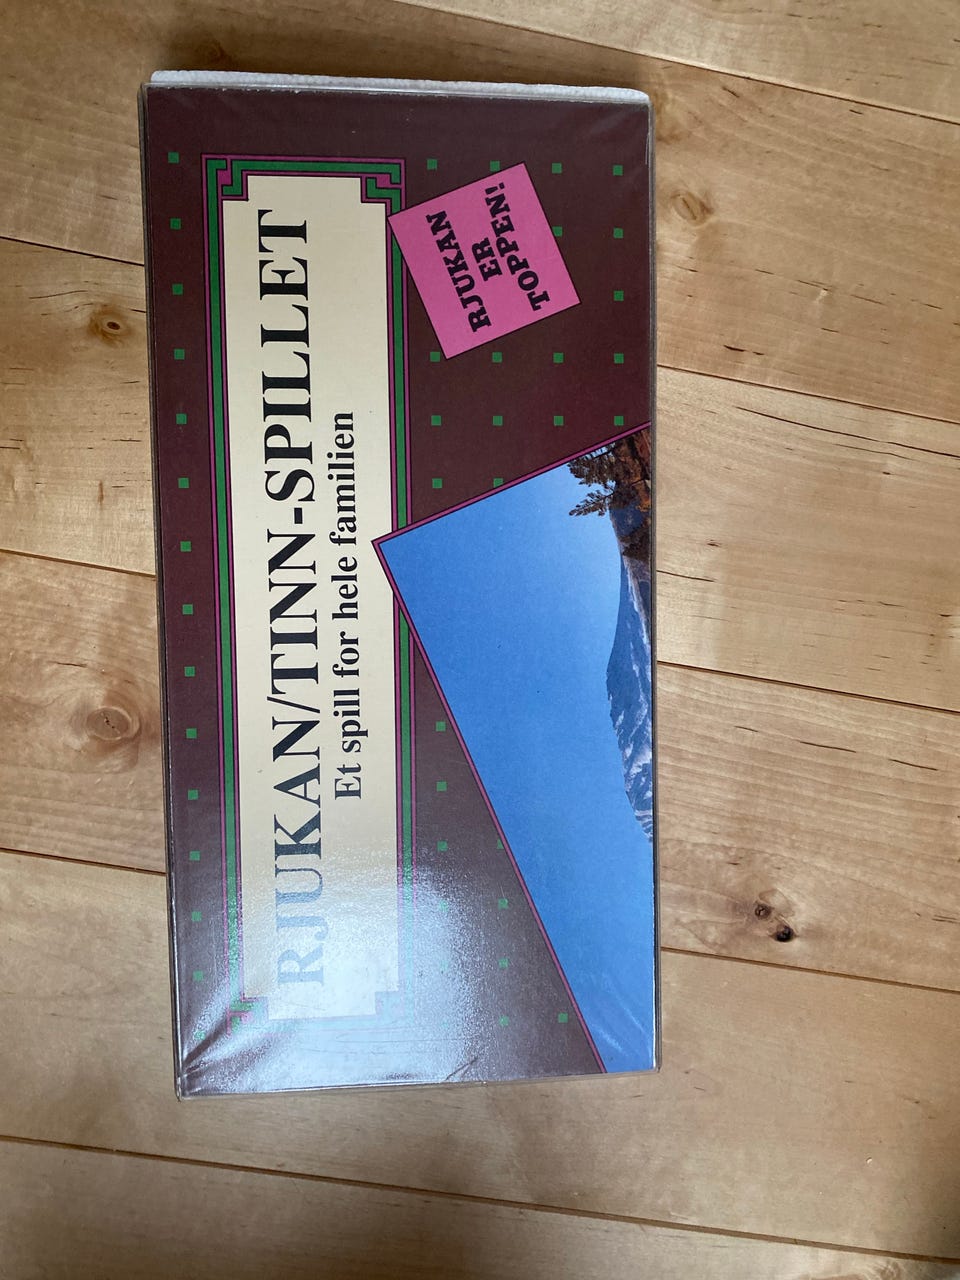 RJUKAN/TINN-SPILLET
Et spill for hele familien
RJUKAN
ER
TOPPEN!